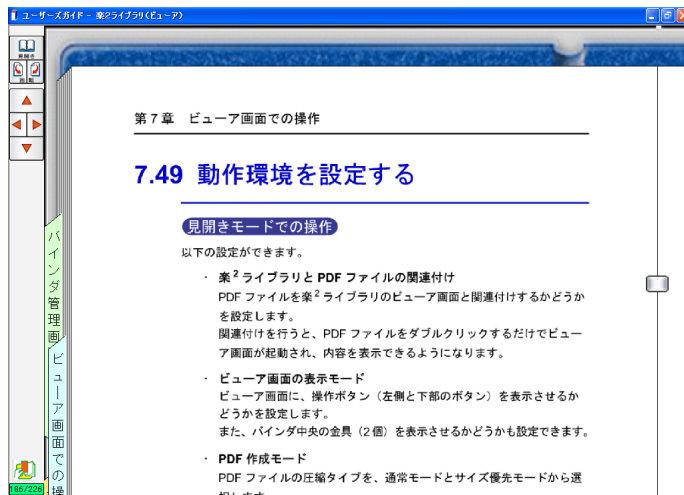 ユーザーズガイド - 楽2ライブラリ(ビューア)
見開き
回転
第７章　ビューア画面での操作
7.49 動作環境を設定する
見開きモードでの操作
以下の設定ができます。
・ 楽² ライブラリと PDF ファイルの関連付け
PDF ファイルを楽² ライブラリのビューア画面と関連付けするかどうか
を設定します。
関連付けを行うと、PDF ファイルをダブルクリックするだけでビュー
ア画面が起動され、内容を表示できるようになります。
・ ビューア画面の表示モード
ビューア画面に、操作ボタン（左側と下部のボタン）を表示させるか
どうかを設定します。
また、バインダ中央の金具（2 個）を表示させるかどうかも設定できます。
・ PDF 作成モード
PDF ファイルの圧縮タイプを、通常モードとサイズ優先モードから選
択します。
バインダ管理画
ビューア画面での操
186/226